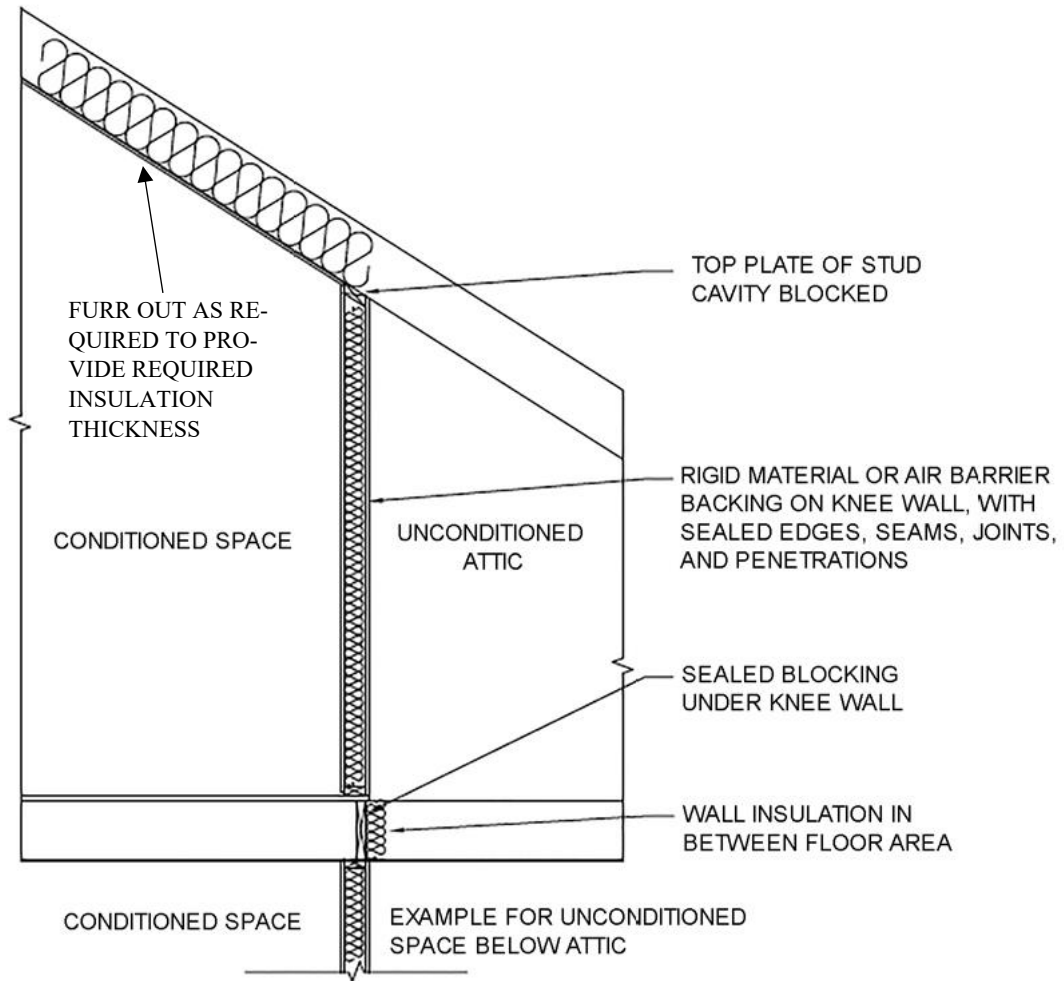 TOP PLATE OF STUD
CAVITY BLOCKED
FURR OUT AS RE-
QUIRED TO PRO-
VIDE REQUIRED
INSULATION
THICKNESS
RIGID MATERIAL OR AIR BARRIER
BACKING ON KNEE WALL, WITH
SEALED EDGES, SEAMS, JOINTS,
AND PENETRATIONS
CONDITIONED SPACE
UNCONDITIONED
ATTIC
SEALED BLOCKING
UNDER KNEE WALL
WALL INSULATION IN
BETWEEN FLOOR AREA
CONDITIONED SPACE
EXAMPLE FOR UNCONDITIONED
SPACE BELOW ATTIC